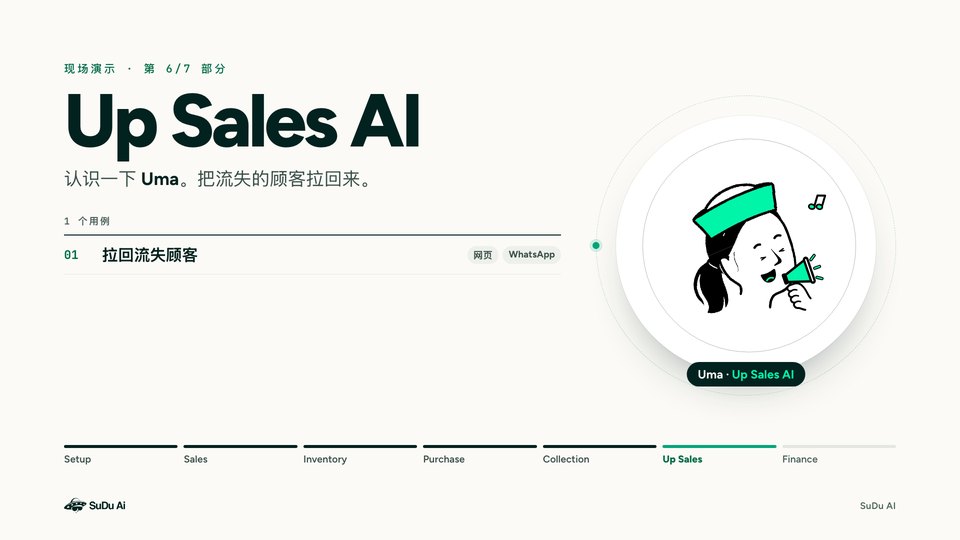 现场演示 · 第 6/7 部分
Up Sales AI
认识一下 Uma。把流失的顾客拉回来。
1 个用例
01 拉回流失顾客 网页 WhatsApp
Uma · Up Sales AI
Setup Sales Inventory Purchase Collection Up Sales Finance
SuDu Ai SuDu AI